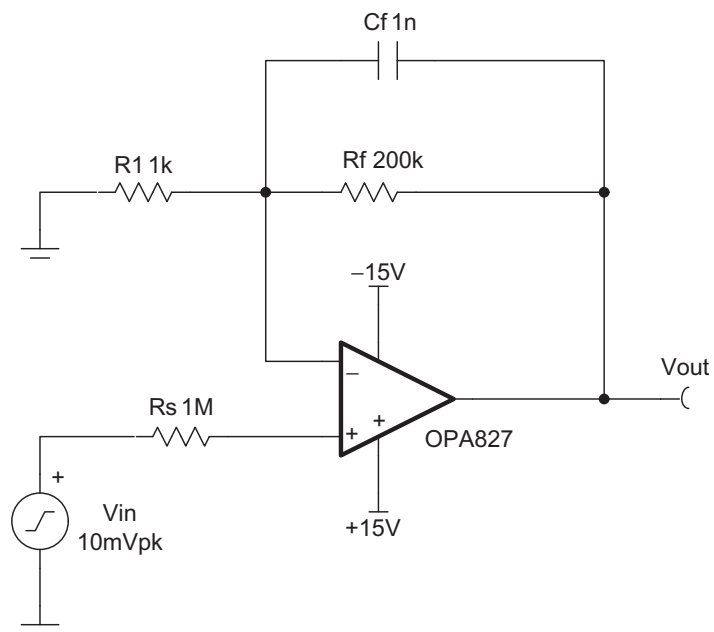 Cf 1n
R1 1k
Rf 200k
–15V
Vout
Rs 1M
–
+
+
OPA827
+
Vin
10mVpk
+15V